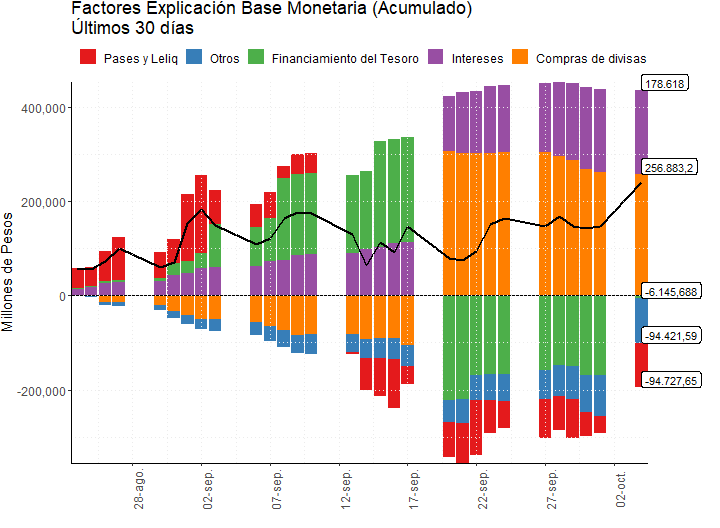 Factores Explicación Base Monetaria (Acumulado)
Últimos 30 días
Pases y Leliq Otros Financiamiento del Tesoro Intereses Compras de divisas
Millones de Pesos
400,000
200,000
0
-200,000
178.618
256.883,2
-6.145,688
-94.421,59
-94.727,65
28-ago. 02-sep. 07-sep. 12-sep. 17-sep. 22-sep. 27-sep. 02-oct.